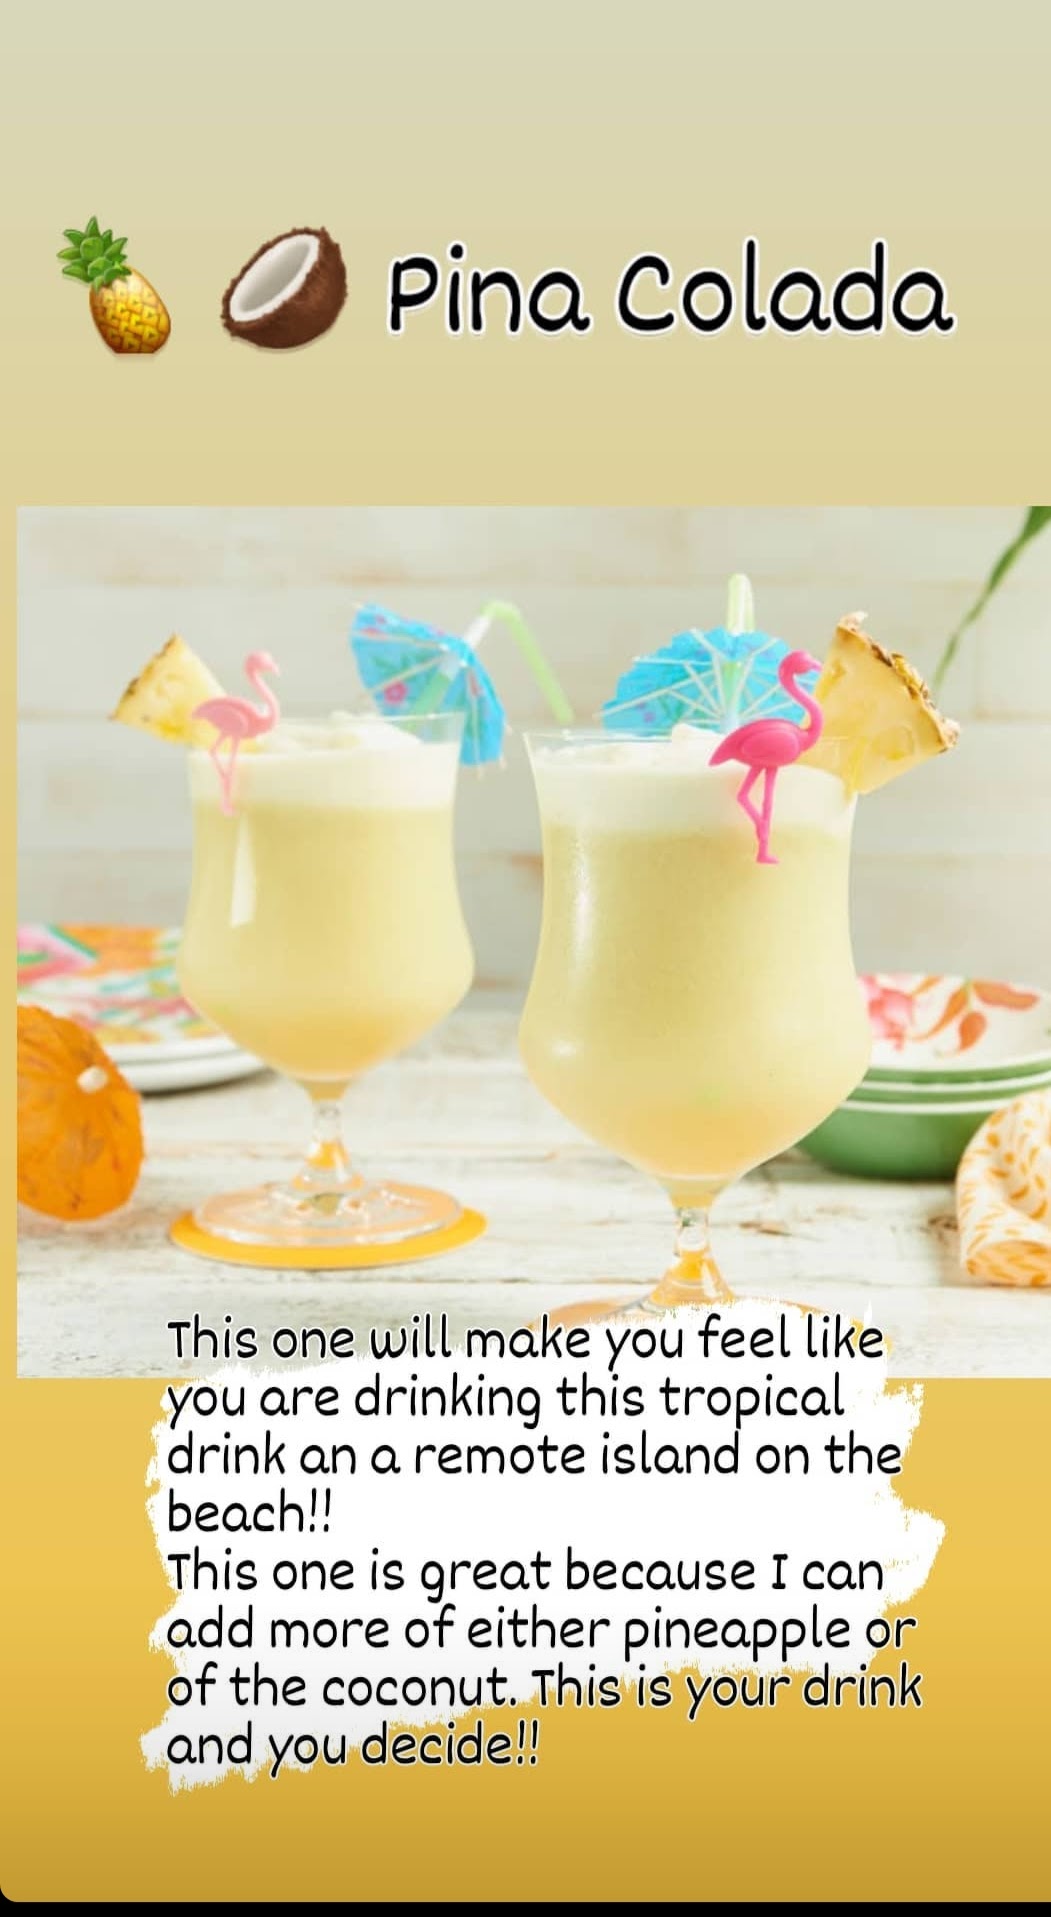 Pina Colada
This one will make you feel like
you are drinking this tropical
drink an a remote island on the
beach!!
This one is great because I can
add more of either pineapple or
of the coconut. This is your drink
and you decide!!